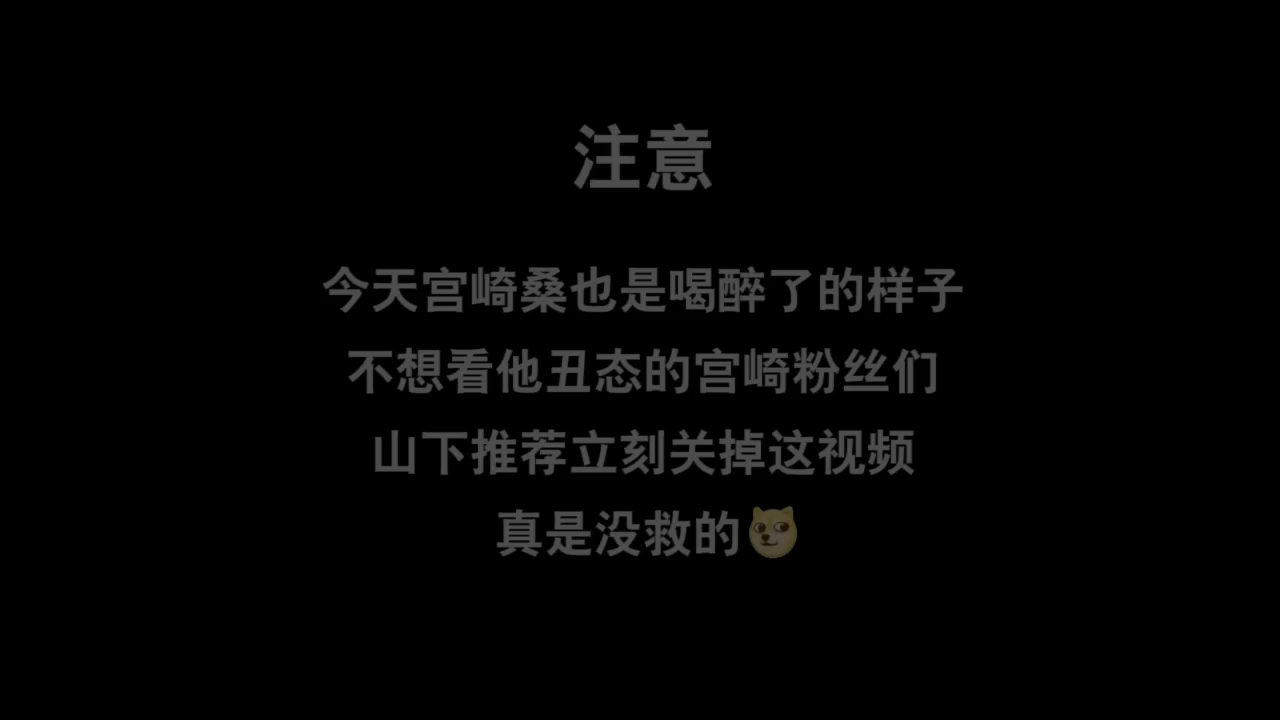 注意
今天宫崎桑也是喝醉了的样子
不想看他丑态的宫崎粉丝们
山下推荐立刻关掉这视频
真是没救的